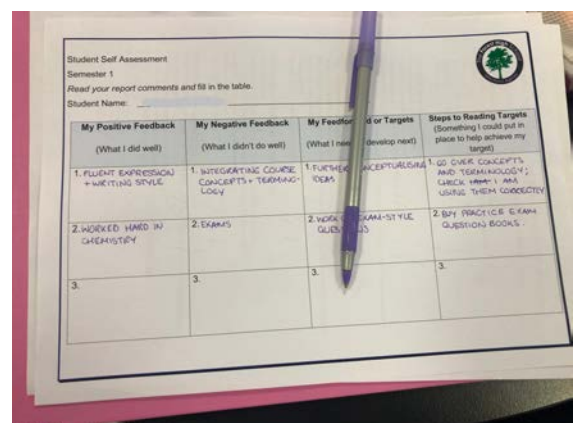 Student Self Assessment
Semester 1
Read your report comments and fill in the table.
Student Name:
My Positive Feedback
(What I did well)
My Negative Feedback
(What I didn't do well)
My Feedfor d or Targets
(What I nee develop next)
Steps to Reading Targets
(Something I could put in
place to help achieve my
target)
1. FLUENT EXPRESSION
+ WRITING STYLE
1. INTEGRATING COURSE
CONCEPTS + TERMINO-
LOGY
1. FURTHER NCEPTUALISING
IDEAS
1. GO OVER CONCEPTS
AND TERMINOLOGY;
CHECK I AM
USING THEM CORRECTLY
2. WORKED HARD IN
CHEMISTRY
2. EXAMS
2. WORK EXAM-STYLE
QUES NS
2. BUY PRACTICE EXAM
QUESTION BOOKS.
3.
3.
3.
3.